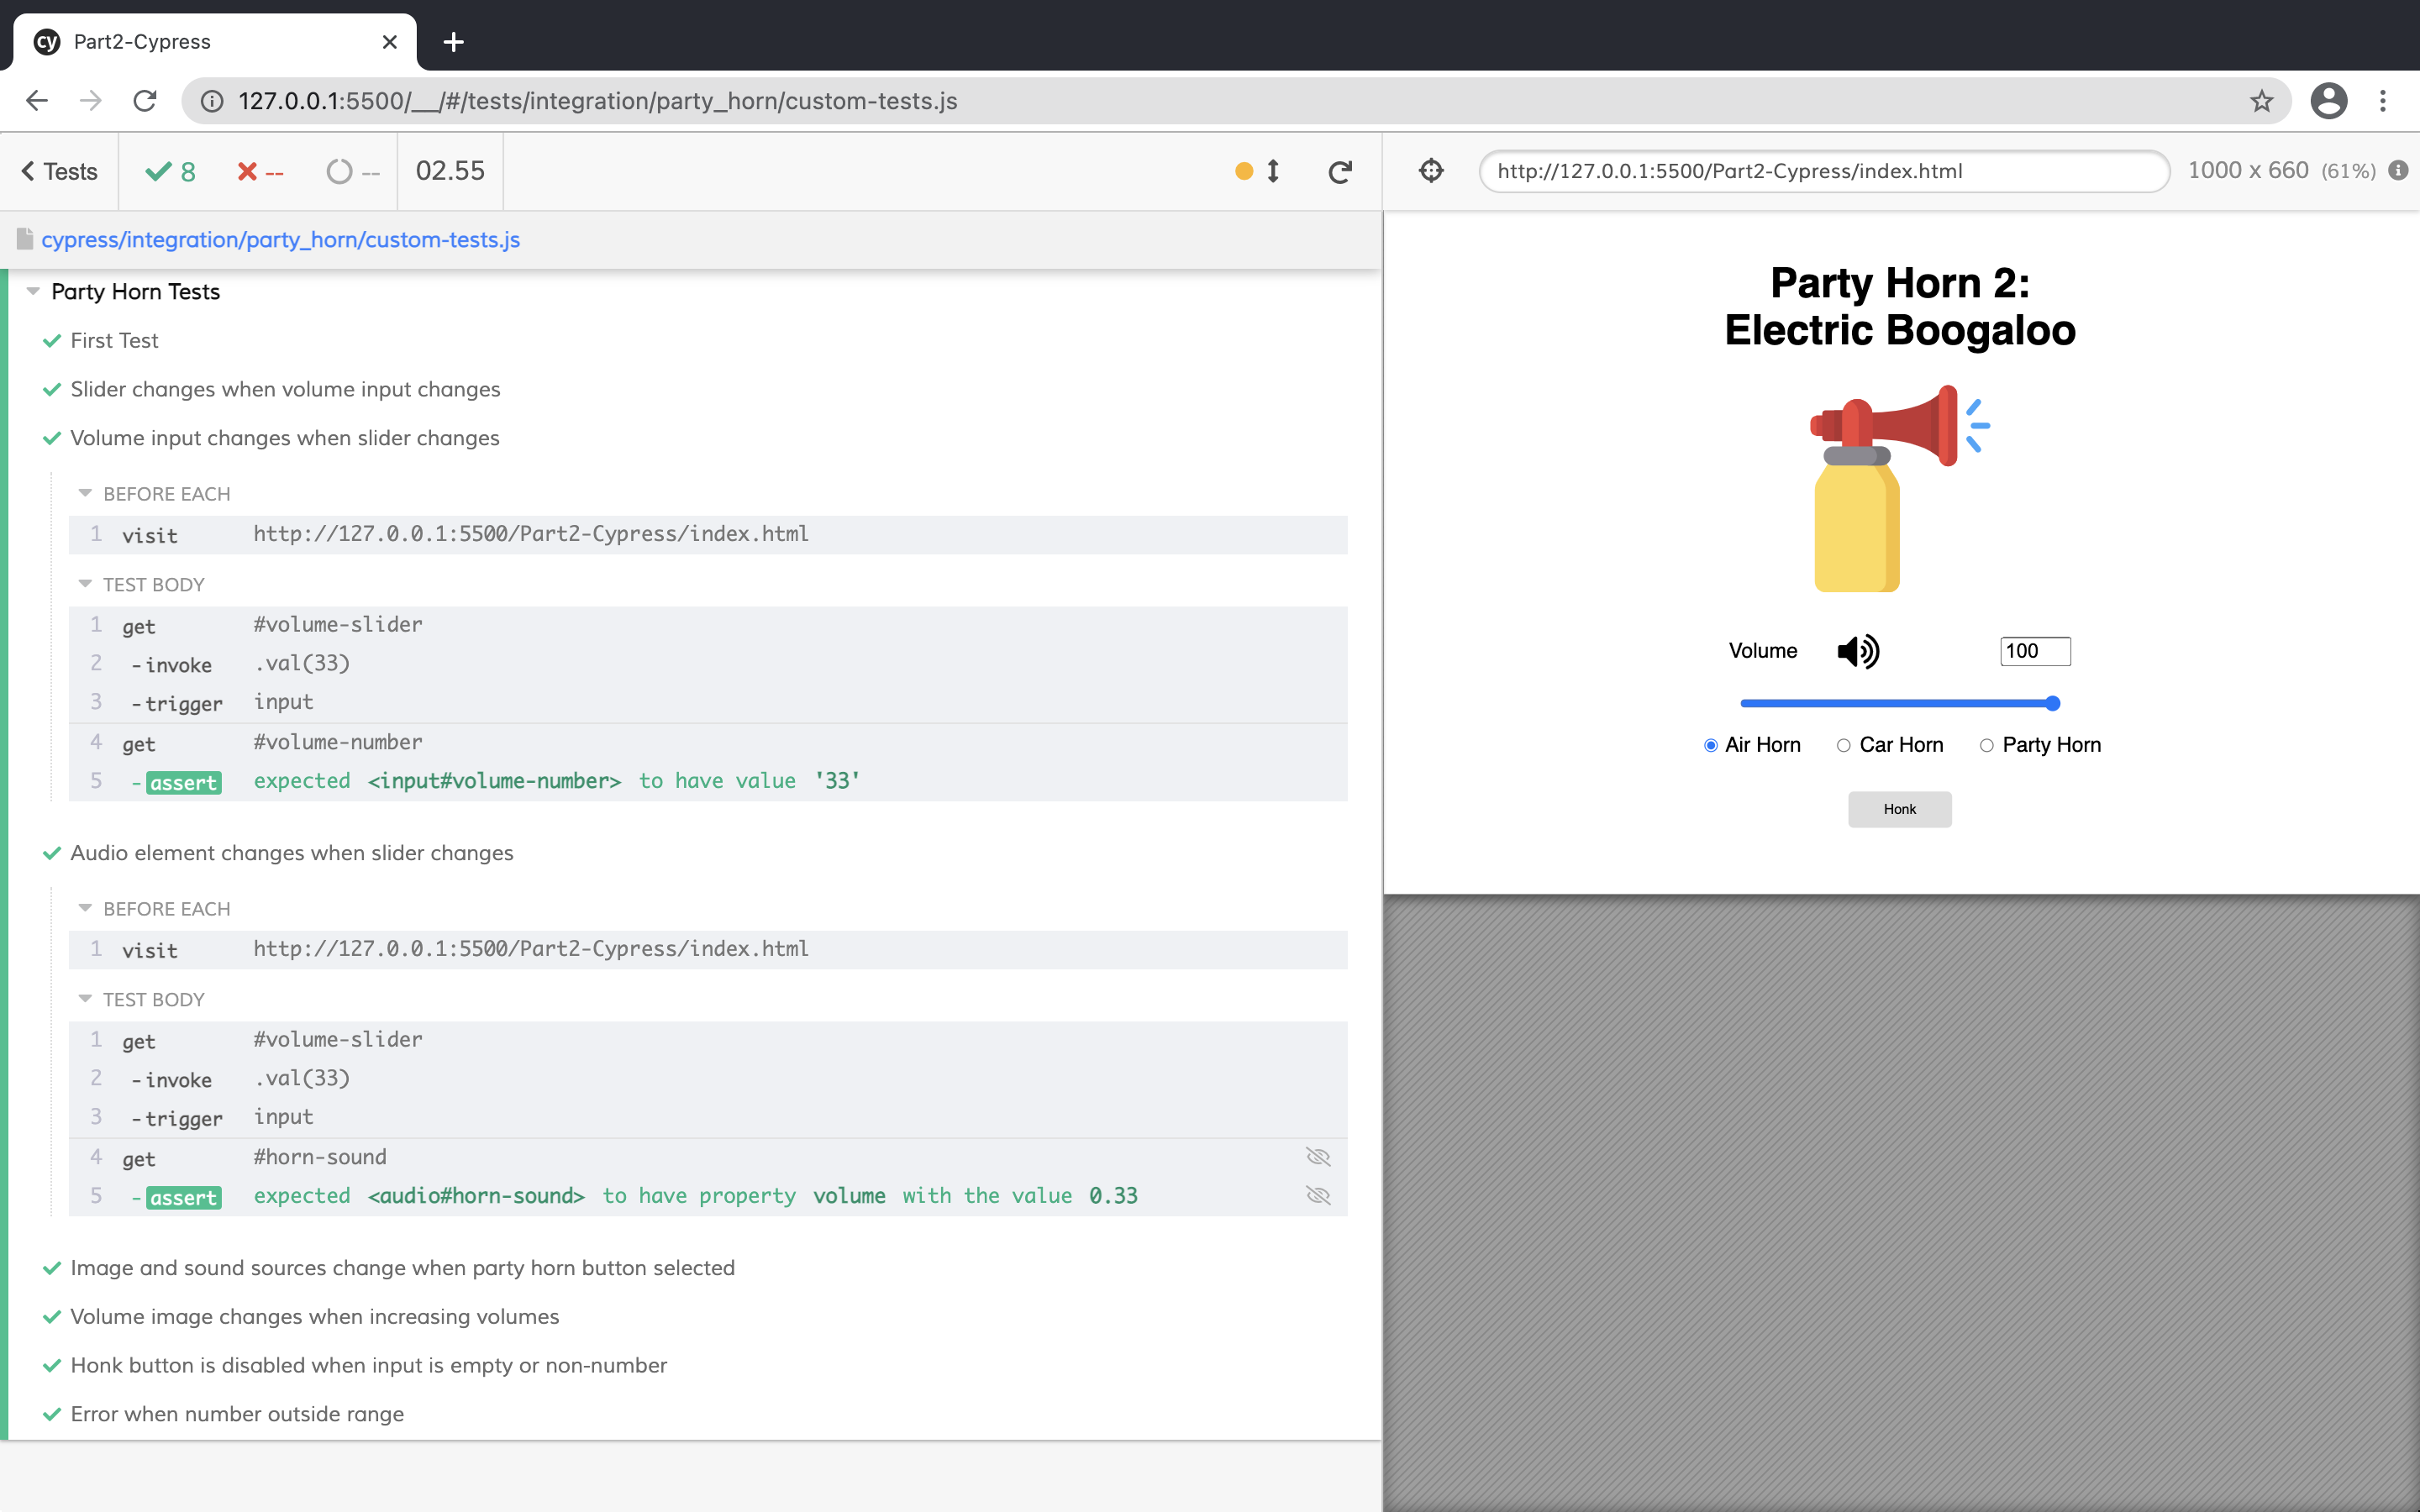 Part2-Cypress
127.0.0.1:5500/__/#/tests/integration/party_horn/custom-tests.js
Tests 8 -- -- 02.55
http://127.0.0.1:5500/Part2-Cypress/index.html 1000 x 660 (61%)
cypress/integration/party_horn/custom-tests.js
Party Horn Tests
First Test
Slider changes when volume input changes
Volume input changes when slider changes
BEFORE EACH
1 visit http://127.0.0.1:5500/Part2-Cypress/index.html
TEST BODY
1 get #volume-slider
2 -invoke .val(33)
3 -trigger input
4 get #volume-number
5 -assert expected <input#volume-number> to have value '33'
Audio element changes when slider changes
BEFORE EACH
1 visit http://127.0.0.1:5500/Part2-Cypress/index.html
TEST BODY
1 get #volume-slider
2 -invoke .val(33)
3 -trigger input
4 get #horn-sound
5 -assert expected <audio#horn-sound> to have property volume with the value 0.33
Image and sound sources change when party horn button selected
Volume image changes when increasing volumes
Honk button is disabled when input is empty or non-number
Error when number outside range
Party Horn 2:
Electric Boogaloo
Volume 100
Air Horn Car Horn Party Horn
Honk